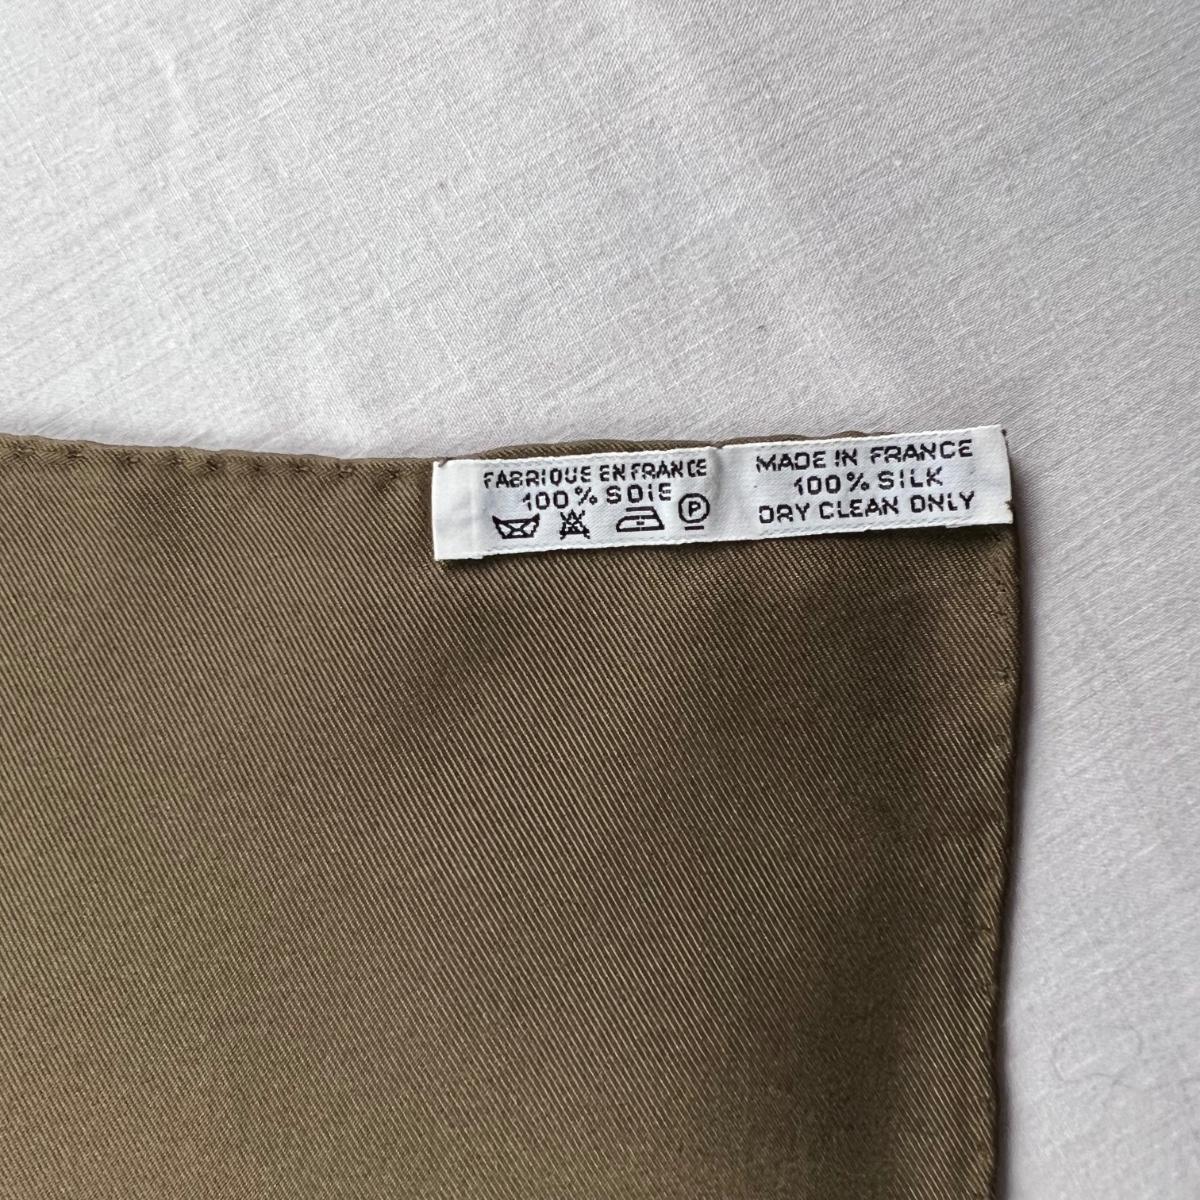 FABRIQUE EN FRANCE
100% SOIE
P
MADE IN FRANCE
100% SILK
DRY CLEAN ONLY